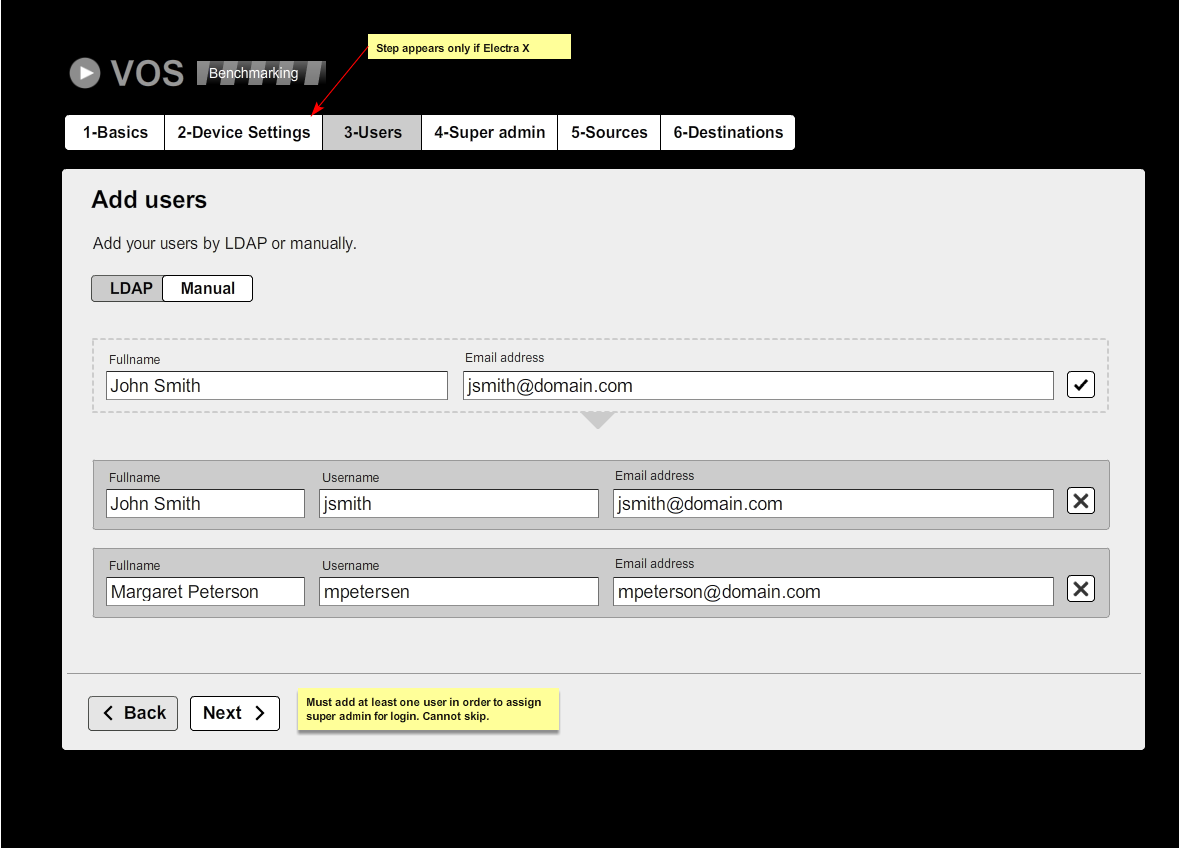 Step appears only if Electra X
VOS Benchmarking
1-Basics 2-Device Settings 3-Users 4-Super admin 5-Sources 6-Destinations
Add users
Add your users by LDAP or manually.
LDAP Manual
Fullname Email address
John Smith jsmith@domain.com
Fullname Username Email address
John Smith jsmith jsmith@domain.com
Fullname Username Email address
Margaret Peterson mpetersen mpeterson@domain.com
Back Next
Must add at least one user in order to assign
super admin for login. Cannot skip.